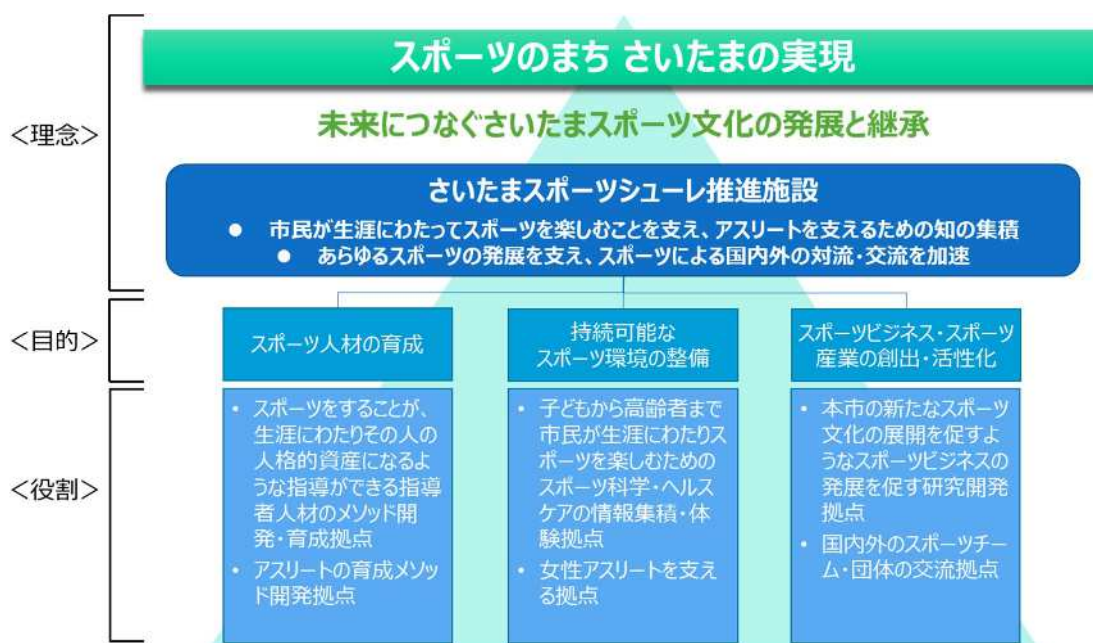 スポーツのまち さいたまの実現
＜理念＞
未来につなぐさいたまスポーツ文化の発展と継承
さいたまスポーツシューレ推進施設
● 市民が生涯にわたってスポーツを楽しむことを支え、アスリートを支えるための知の集積
● あらゆるスポーツの発展を支え、スポーツによる国内外の対流・交流を加速
＜目的＞
スポーツ人材の育成
持続可能な
スポーツ環境の整備
スポーツビジネス・スポーツ
産業の創出・活性化
＜役割＞
• スポーツをすることが、
生涯にわたりその人の
人格的資産になるよ
うな指導ができる指導
者人材のメソッド開
発・育成拠点
• アスリートの育成メソッ
ド開発拠点
• 子どもから高齢者まで
市民が生涯にわたりス
ポーツを楽しむための
スポーツ科学・ヘルス
ケアの情報集積・体
験拠点
• 女性アスリートを支え
る拠点
• 本市の新たなスポーツ
文化の展開を促すよ
うなスポーツビジネスの
発展を促す研究開発
拠点
• 国内外のスポーツチー
ム・団体の交流拠点